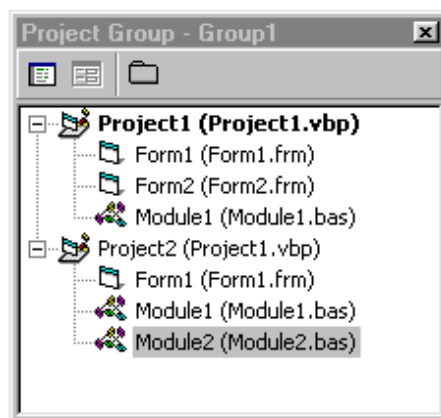 Project Group - Group1
Project1 (Project1.vbp)
Form1 (Form1.frm)
Form2 (Form2.frm)
Module1 (Module1.bas)
Project2 (Project1.vbp)
Form1 (Form1.frm)
Module1 (Module1.bas)
Module2 (Module2.bas)